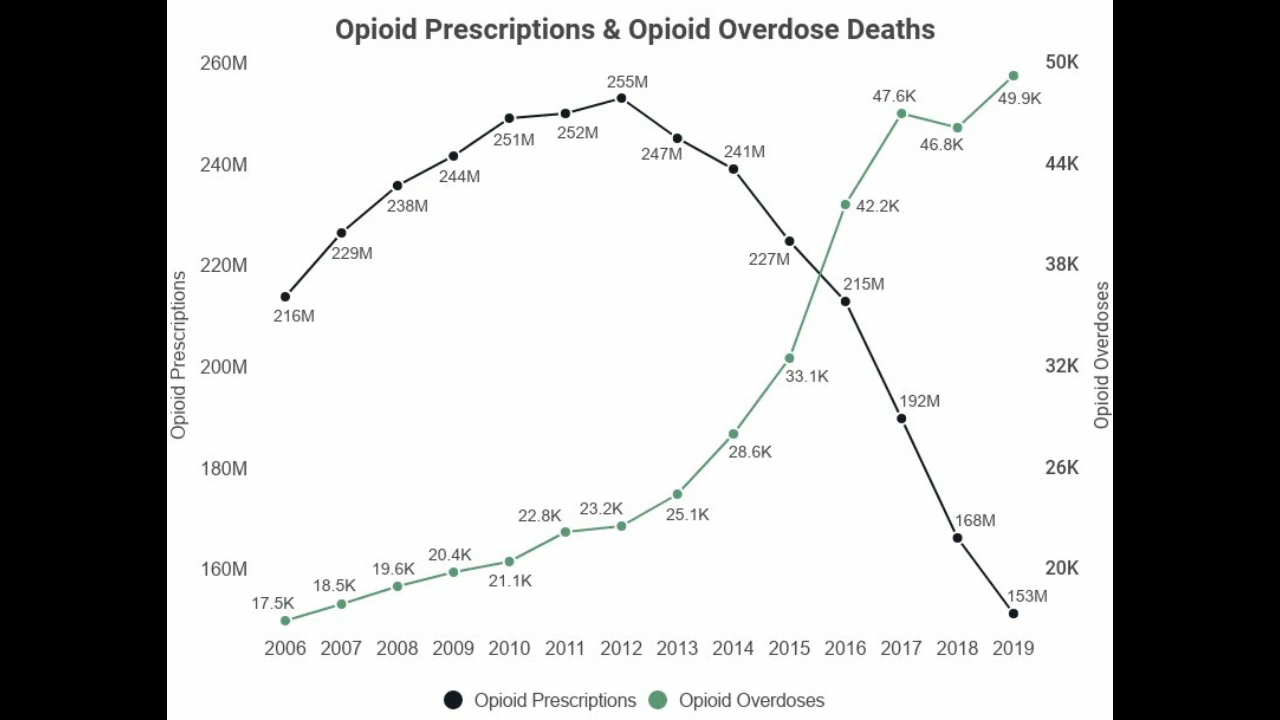 Opioid Prescriptions & Opioid Overdose Deaths
260M
240M
220M
200M
180M
160M
Opioid Prescriptions
50K
44K
38K
32K
26K
20K
Opioid Overdoses
216M
229M
238M
244M
251M
252M
255M
247M
241M
227M
215M
192M
168M
153M
17.5K
18.5K
19.6K
20.4K
21.1K
22.8K
23.2K
25.1K
28.6K
33.1K
42.2K
47.6K
46.8K
49.9K
2006 2007 2008 2009 2010 2011 2012 2013 2014 2015 2016 2017 2018 2019
Opioid Prescriptions Opioid Overdoses